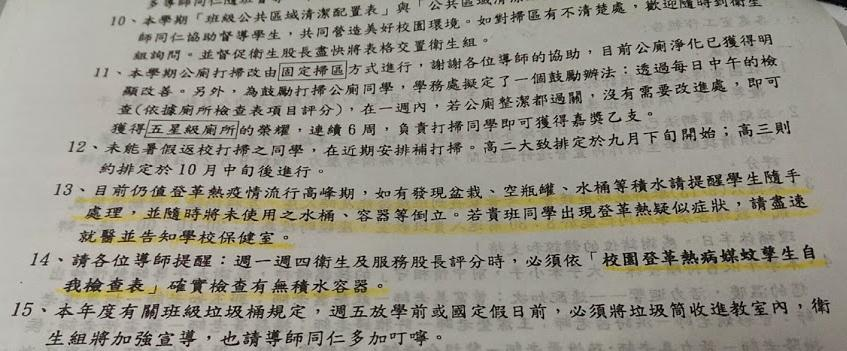 多導師同仁隨班督導
10、本學期「班級公共區域清潔配置表」與「公共區域清潔
師同仁協助督導學生,共同營造美好校園環境。如對掃區有不清楚處,歡迎隨時到衛生
組詢問。並督促衛生股長盡快將表格交置衛生組。
11、本學期公廁打掃改由固定掃區方式進行,謝謝各位導師的協助,目前公廁淨化已獲得明
顯改善。另外,為鼓勵打掃公廁同學,學務處擬定了一個鼓勵辦法:透過每日中午的檢
查(依據廁所檢查表項目評分),在一週內,若公廁整潔都過關,沒有需要改進處,即可
獲得五星級廁所的榮耀,連續 6 周,負責打掃同學即可獲得嘉獎乙支。
12、未能暑假返校打掃之同學,在近期安排補打掃。高二大致排定於九月下旬開始;高三則
約排定於 10 月中旬後進行。
13、目前仍值登革熱疫情流行高峰期,如有發現盆栽、空瓶罐、水桶等積水請提醒學生隨手
處理,並隨時將未使用之水桶、容器等倒立。若貴班同學出現登革熱疑似症狀,請盡速
就醫並告知學校保健室。
14、請各位導師提醒:週一週四衛生及服務股長評分時,必須依「校園登革熱病媒蚊孳生自
我檢查表」確實檢查有無積水容器。
15、本年度有關班級垃圾桶規定,週五放學前或國定假日前,必須將垃圾筒收進教室內,衛
生組將加強宣導,也請導師同仁多加叮嚀。